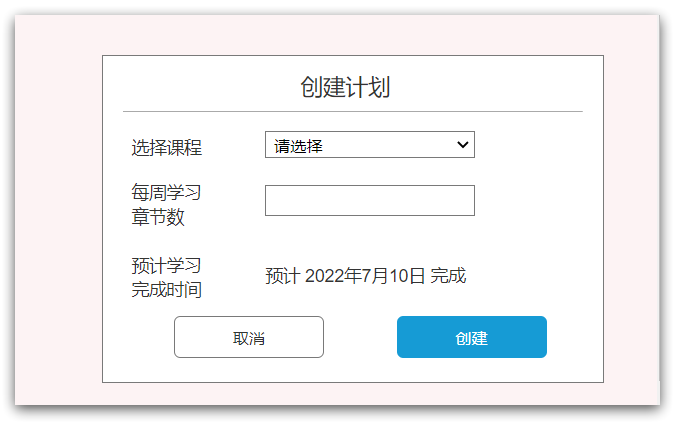 创建计划
选择课程 请选择
每周学习
章节数
预计学习
完成时间
预计 2022年7月10日 完成
取消 创建